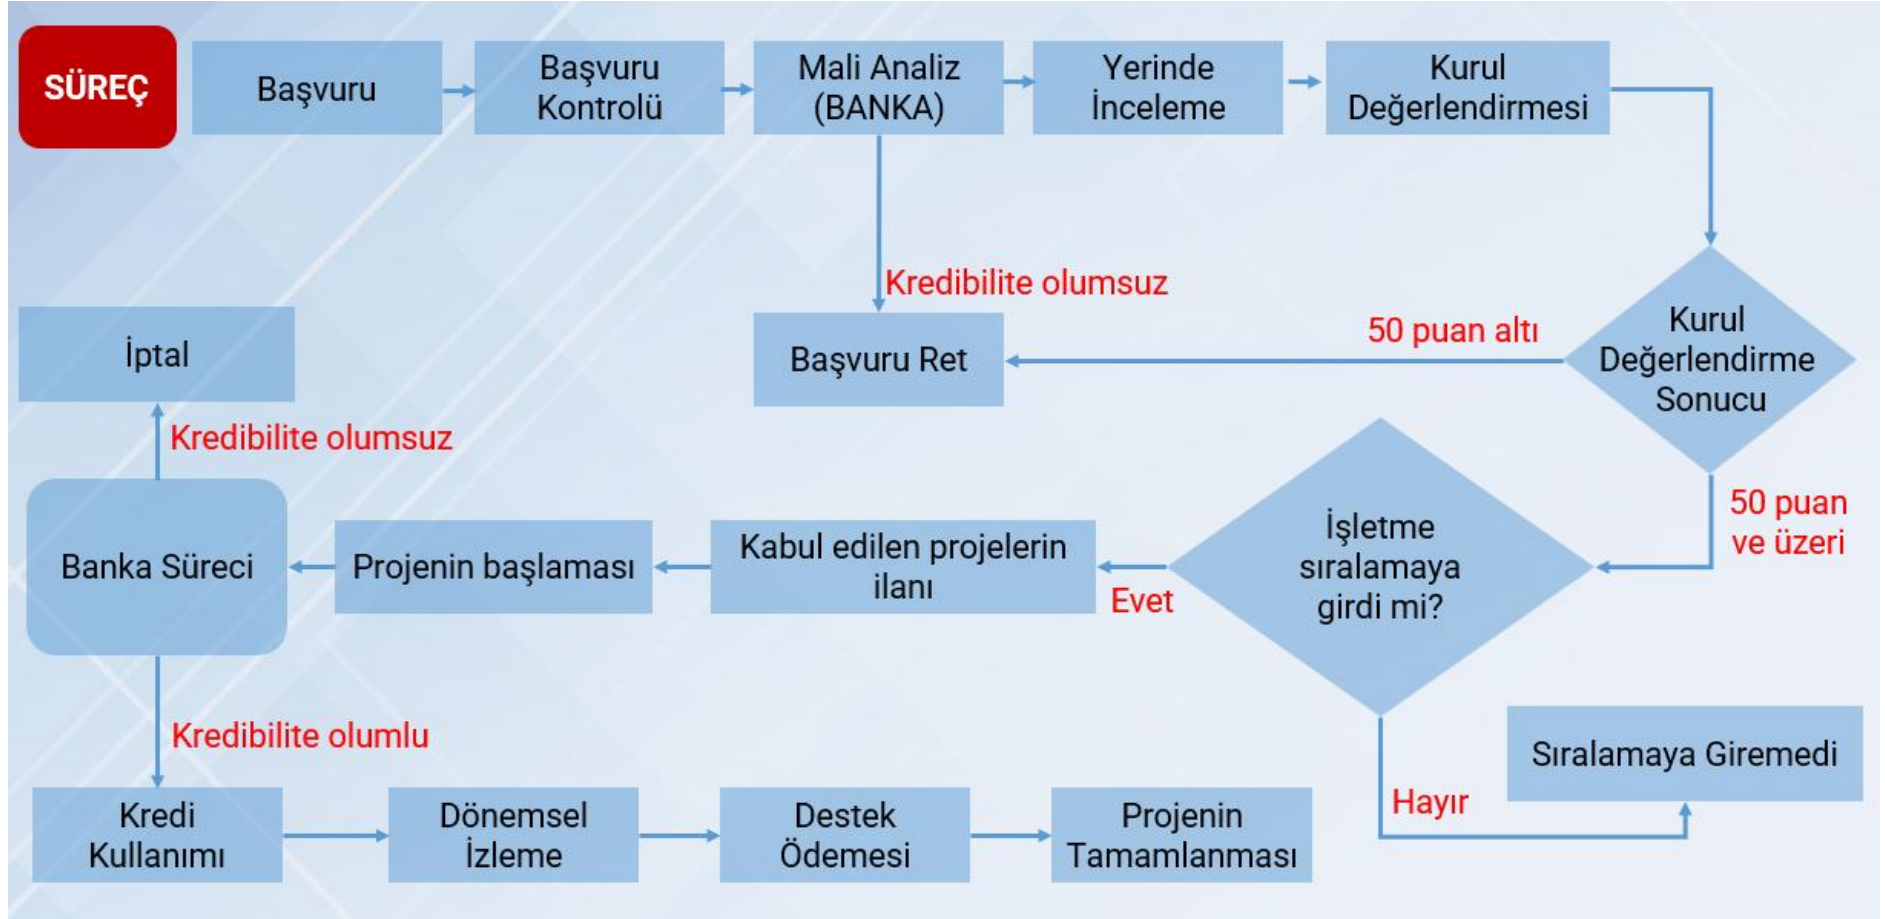 SÜREÇ
Başvuru
Başvuru
Kontrolü
Mali Analiz
(BANKA)
Yerinde
İnceleme
Kurul
Değerlendirmesi
Kredibilite olumsuz
Başvuru Ret
50 puan altı
Kurul
Değerlendirme
Sonucu
50 puan
ve üzeri
İşletme
sıralamaya
girdi mi?
Evet
Kabul edilen projelerin
ilanı
Projenin başlaması
Banka Süreci
Kredibilite olumsuz
İptal
Kredibilite olumlu
Kredi
Kullanımı
Dönemsel
İzleme
Destek
Ödemesi
Projenin
Tamamlanması
Hayır
Sıralamaya Giremedi